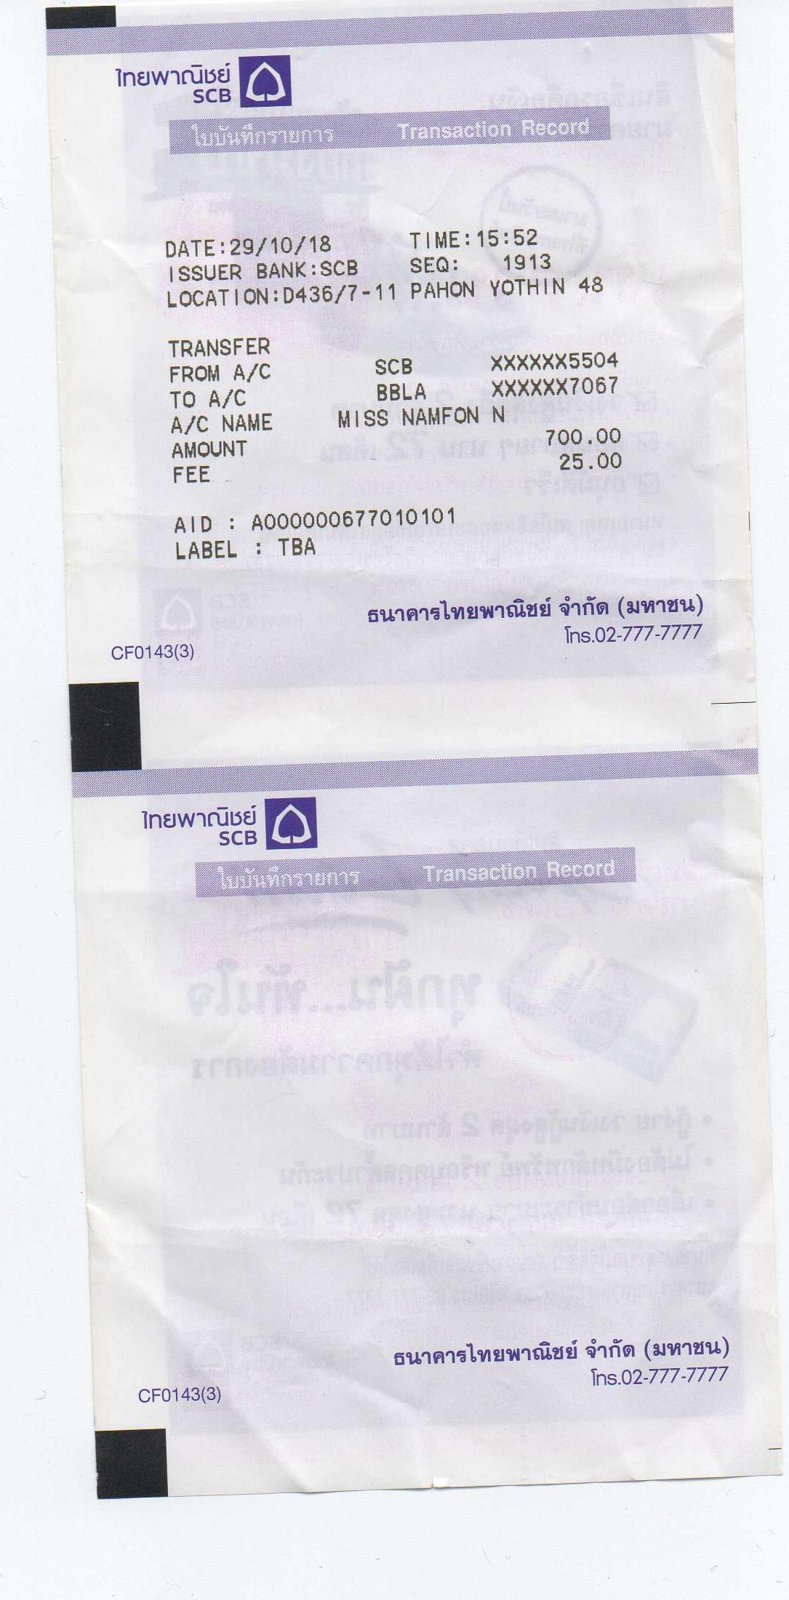 ไทยพาณิชย์
SCB
ใบบันทึกรายการ Transaction Record
DATE:29/10/18 TIME:15:52
ISSUER BANK:SCB SEQ: 1913
LOCATION:D436/7-11 PAHON YOTHIN 48
TRANSFER
FROM A/C SCB XXXXXX5504
TO A/C BBLA XXXXXX7067
A/C NAME MISS NAMFON N
AMOUNT 700.00
FEE 25.00
AID : A0000000677010101
LABEL : TBA
ธนาคารไทยพาณิชย์ จำกัด (มหาชน)
โทร.02-777-7777
CF0143(3)
ไทยพาณิชย์
SCB
ใบบันทึกรายการ Transaction Record
ธนาคารไทยพาณิชย์ จำกัด (มหาชน)
โทร.02-777-7777
CF0143(3)